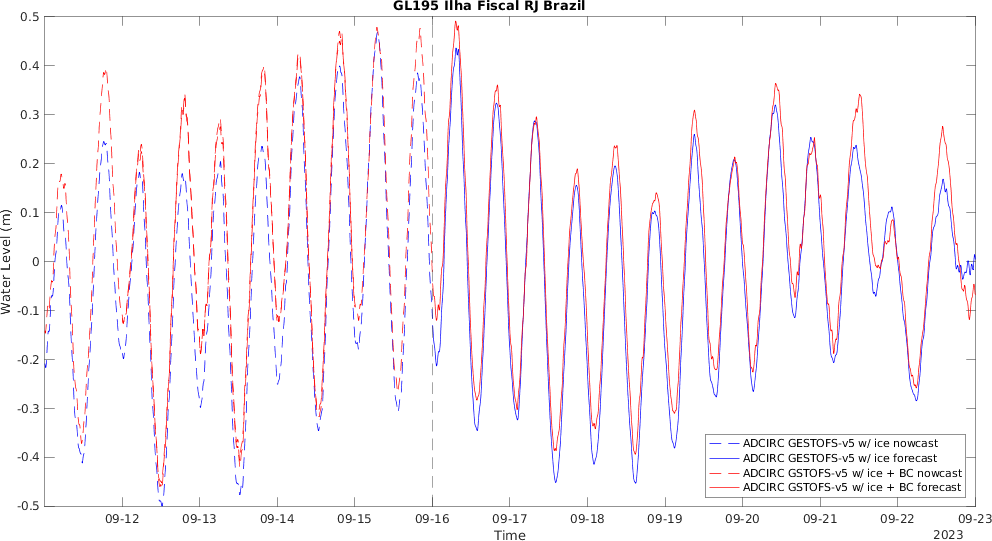 GL195 Ilha Fiscal RJ Brazil
0.5
0.4
0.3
0.2
0.1
0
-0.1
-0.2
-0.3
-0.4
-0.5
Water Level (m)
ADCIRC GESTOFS-v5 w/ ice nowcast
ADCIRC GESTOFS-v5 w/ ice forecast
ADCIRC GSTOFS-v5 w/ ice + BC nowcast
ADCIRC GSTOFS-v5 w/ ice + BC forecast
09-12 09-13 09-14 09-15 09-16 09-17 09-18 09-19 09-20 09-21 09-22 09-23
Time
2023